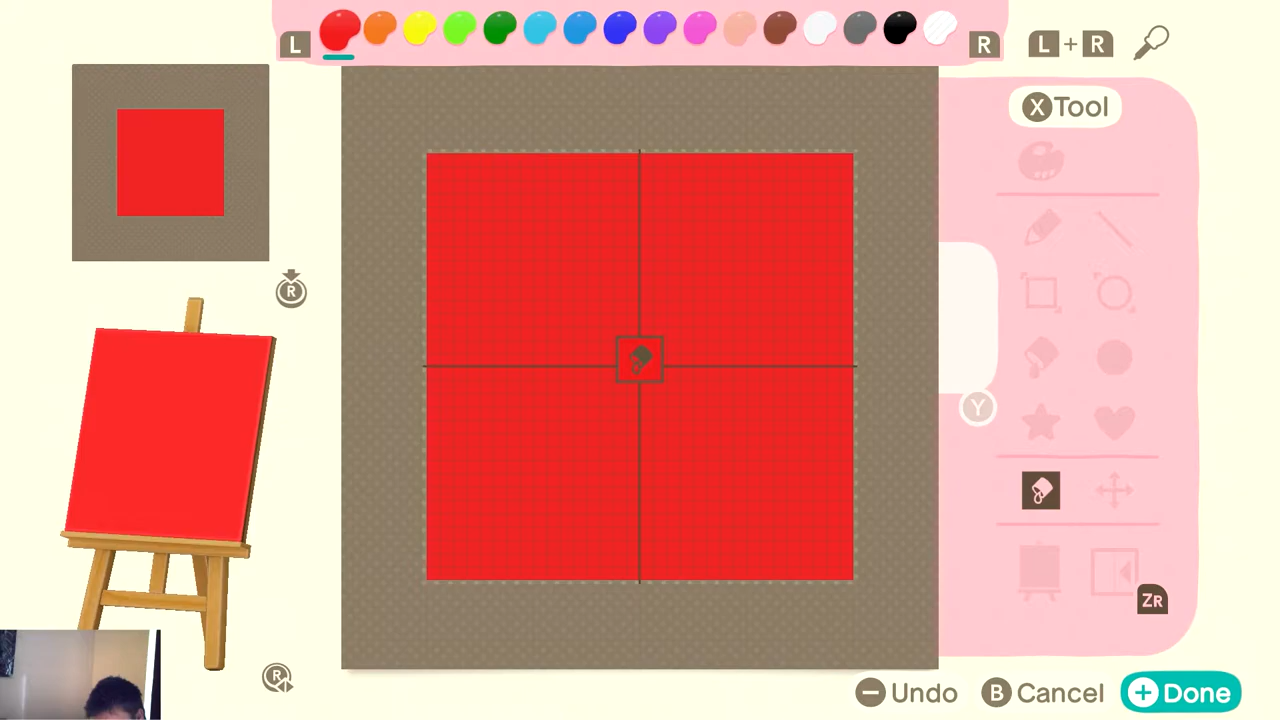 L
R
L + R
X Tool
R
Y
ZR
R
− Undo
B Cancel
+ Done